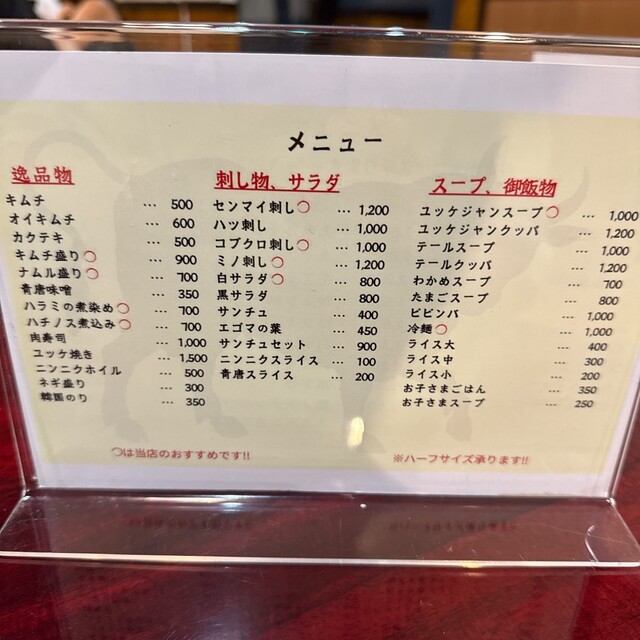 メニュー
逸品物
キムチ … 500
オイキムチ … 600
カクテキ … 500
キムチ盛り〇 … 900
ナムル盛り〇 … 700
青唐味噌 … 350
ハラミの煮染め〇 … 700
ハチノス煮込み〇 … 700
肉寿司 … 1,000
ユッケ焼き … 1,500
ニンニクホイル … 500
ネギ盛り … 300
韓国のり … 350
刺し物、サラダ
センマイ刺し〇 … 1,200
ハツ刺し … 1,000
コブクロ刺し〇 … 1,000
ミノ刺し〇 … 1,200
白サラダ〇 … 800
黒サラダ … 800
サンチュ … 400
エゴマの葉 … 450
サンチュセット … 900
ニンニクスライス … 100
青唐スライス … 200
スープ、御飯物
ユッケジャンスープ〇 … 1,000
ユッケジャンクッパ … 1,200
テールスープ … 1,000
テールクッパ … 1,200
わかめスープ … 700
たまごスープ … 800
ビビンバ … 1,000
冷麺〇 … 1,000
ライス大 … 400
ライス中 … 300
ライス小 … 200
お子さまごはん … 350
お子さまスープ … 250
〇は当店のおすすめです!!
※ハーフサイズ承ります!!